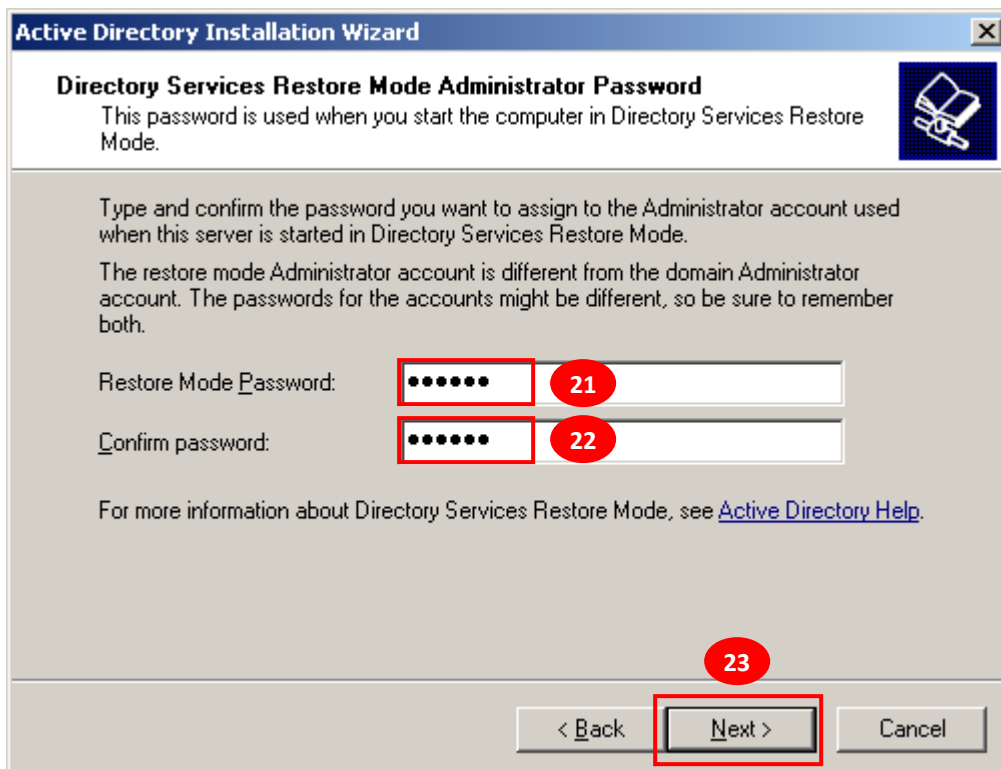 Active Directory Installation Wizard
Directory Services Restore Mode Administrator Password
This password is used when you start the computer in Directory Services Restore
Mode.
Type and confirm the password you want to assign to the Administrator account used
when this server is started in Directory Services Restore Mode.
The restore mode Administrator account is different from the domain Administrator
account. The passwords for the accounts might be different, so be sure to remember
both.
Restore Mode Password: •••••• 21
Confirm password: •••••• 22
For more information about Directory Services Restore Mode, see Active Directory Help.
23
< Back Next > Cancel